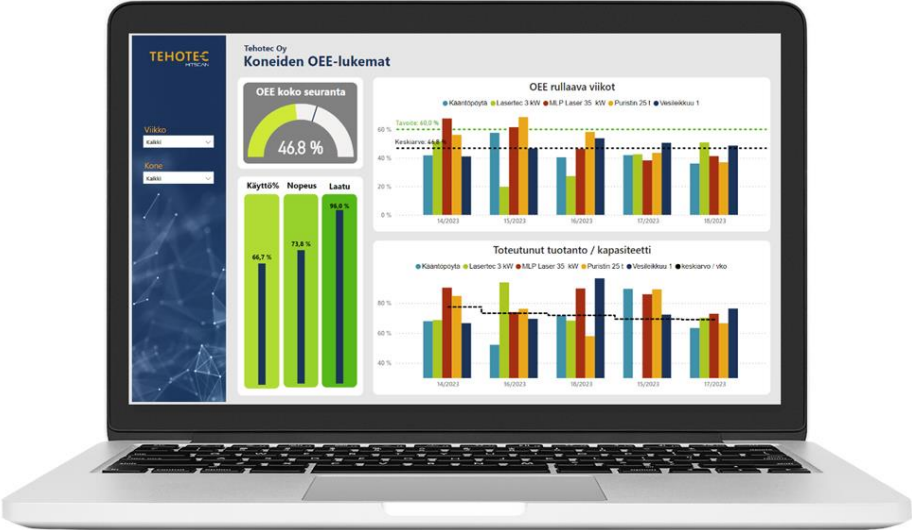 TEHOTEC
HITSCAN
Viikko
Kaikki
Kone
Kaikki
Tehotec Oy
Koneiden OEE-lukemat
OEE koko seuranta
46,8 %
Käyttö% Nopeus Laatu
66,7 %
73,8 %
96,0 %
OEE rullaava viikot
Kääntöpöytä Lasertec 3 kW MLP Laser 35 kW Puristin 25 t Vesileikkuu 1
Tavoite: 60,0 %
Keskiarvo: 46,8 %
60 %
40 %
20 %
0 %
14/2023 15/2023 16/2023 17/2023 18/2023
Toteutunut tuotanto / kapasiteetti
Kääntöpöytä Lasertec 3 kW MLP Laser 35 kW Puristin 25 t Vesileikkuu 1 keskiarvo / vko
80 %
60 %
40 %
14/2023 16/2023 18/2023 15/2023 17/2023